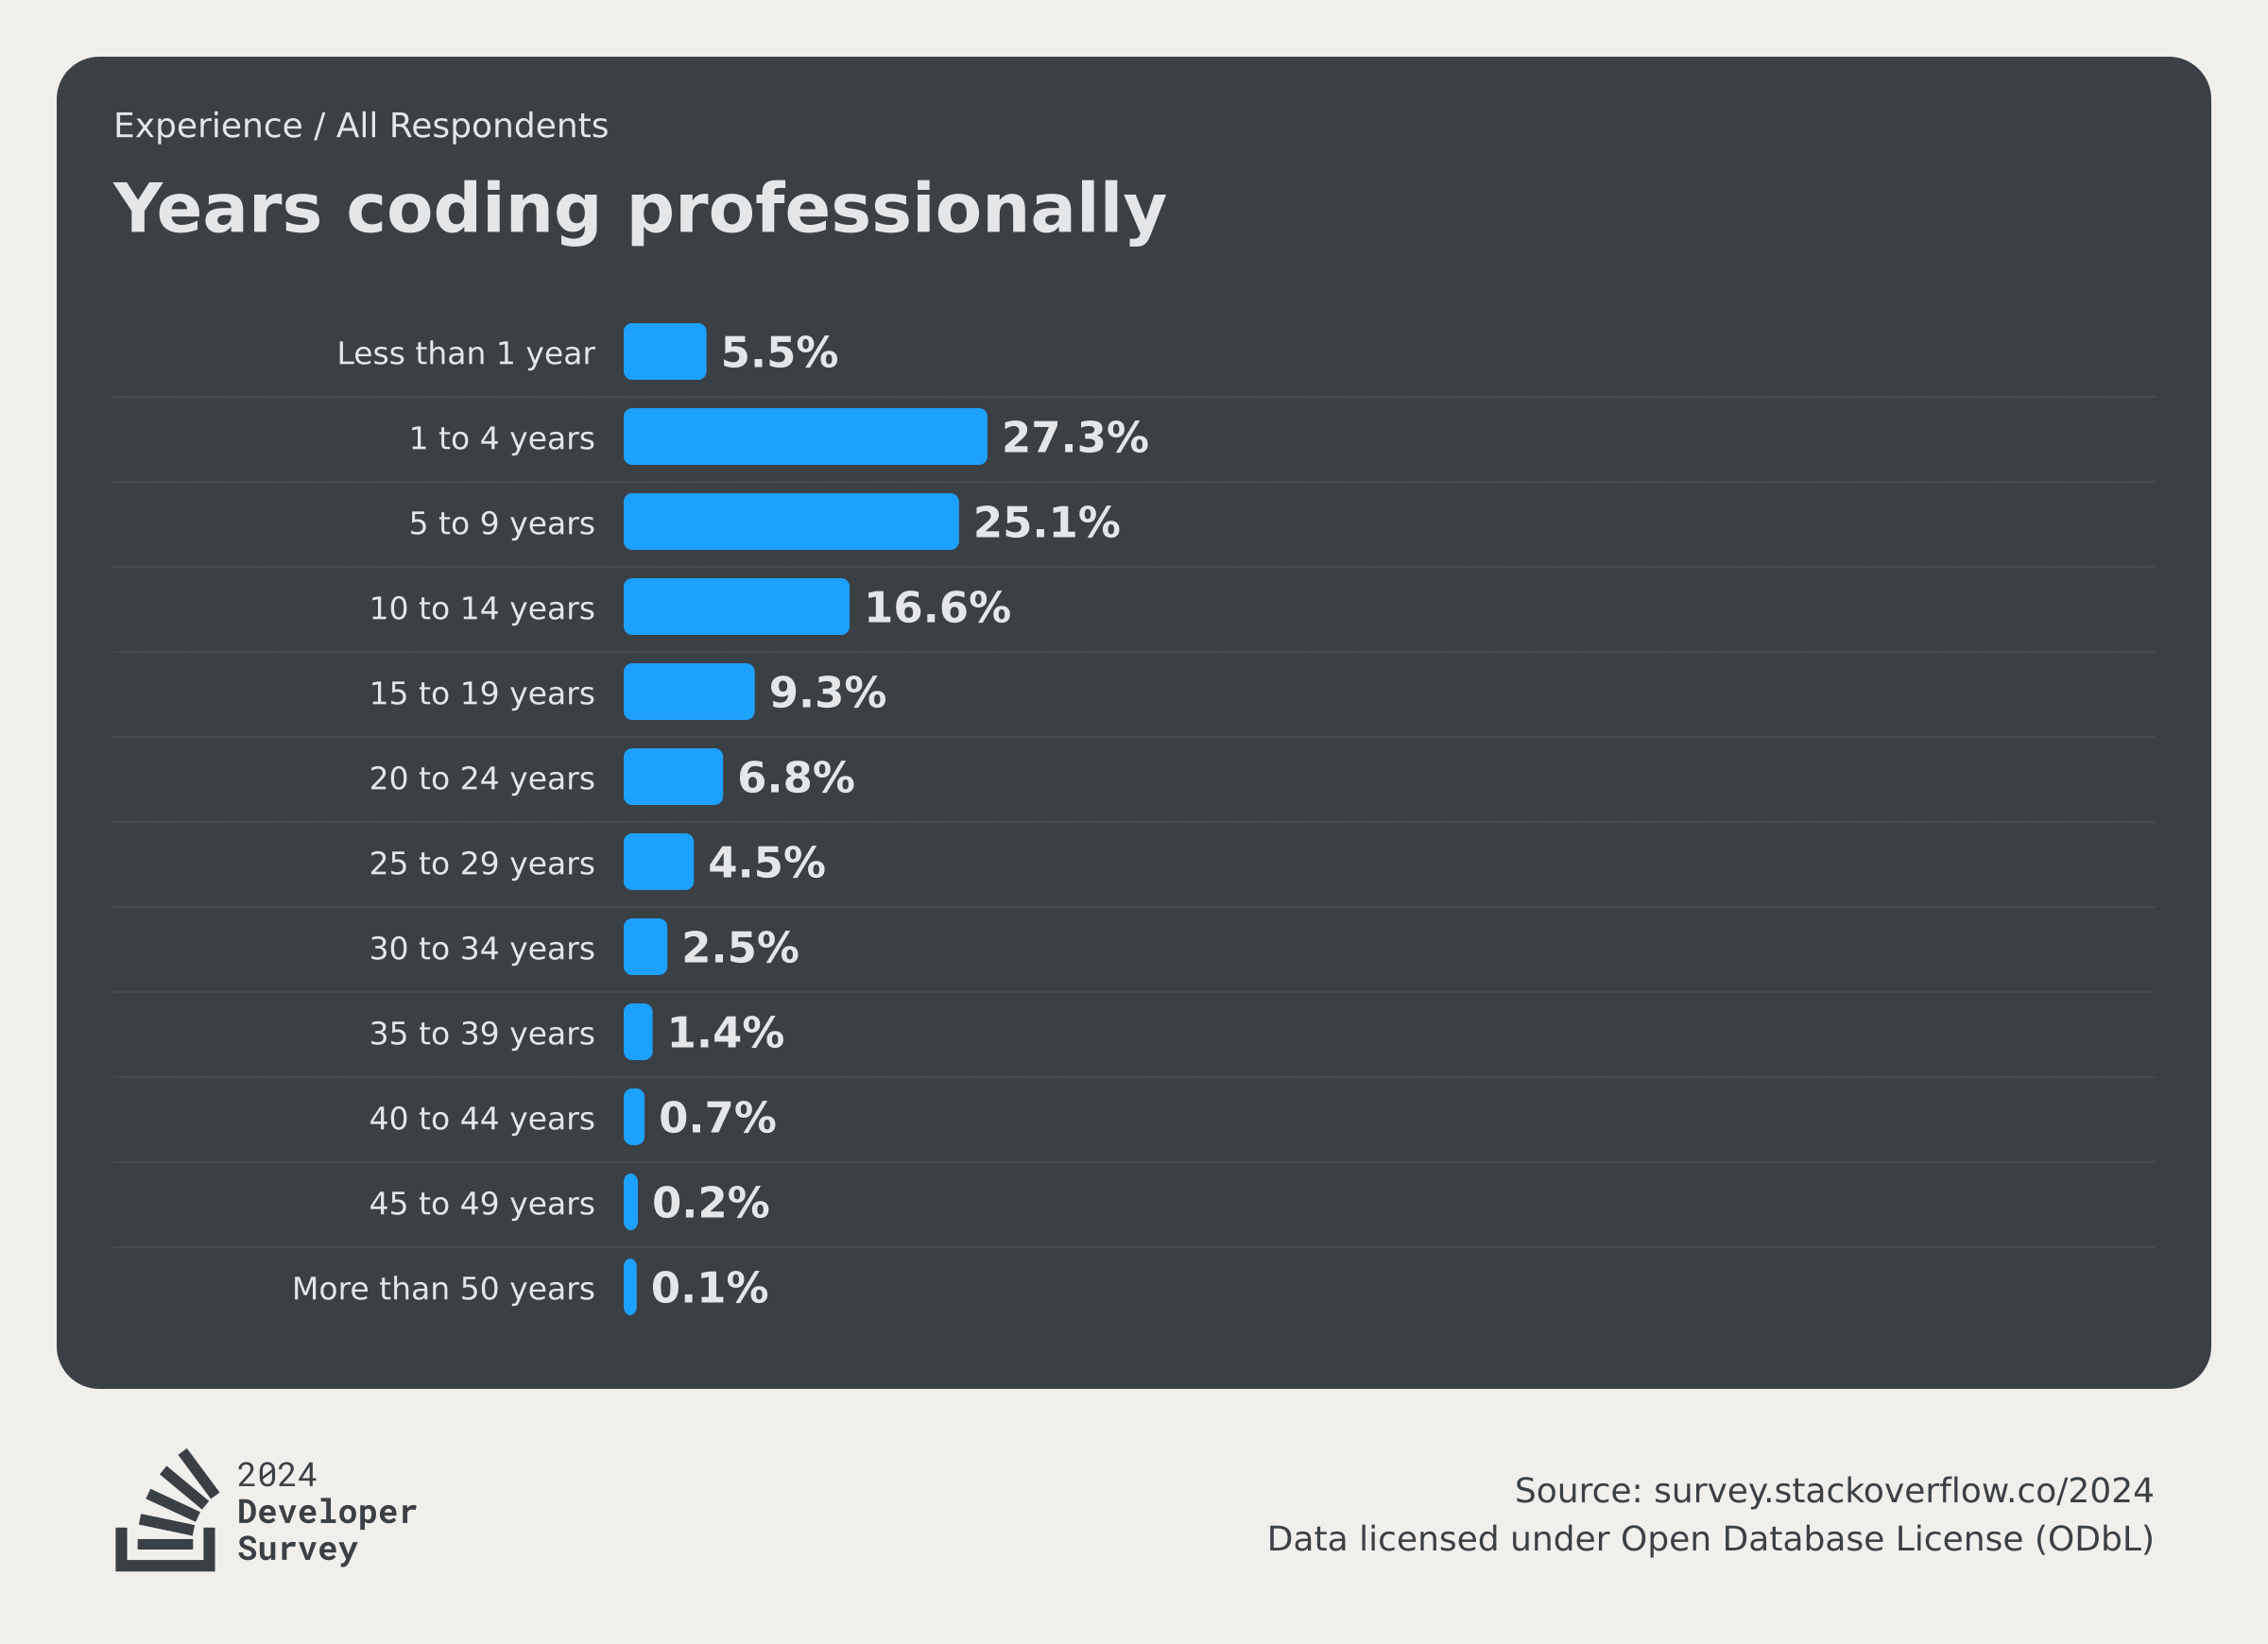 Experience / All Respondents
Years coding professionally
Less than 1 year 5.5%
1 to 4 years 27.3%
5 to 9 years 25.1%
10 to 14 years 16.6%
15 to 19 years 9.3%
20 to 24 years 6.8%
25 to 29 years 4.5%
30 to 34 years 2.5%
35 to 39 years 1.4%
40 to 44 years 0.7%
45 to 49 years 0.2%
More than 50 years 0.1%
2024
Developer
Survey
Source: survey.stackoverflow.co/2024
Data licensed under Open Database License (ODbL)